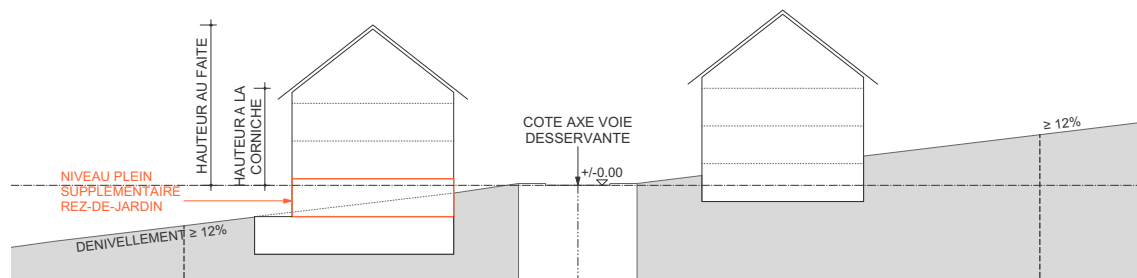 HAUTEUR AU FAITE
HAUTEUR A LA
CORNICHE
NIVEAU PLEIN
SUPPLEMENTAIRE
REZ-DE-JARDIN
DENIVELLEMENT ≥ 12%
COTE AXE VOIE
DESSERVANTE
+/-0.00
≥ 12%